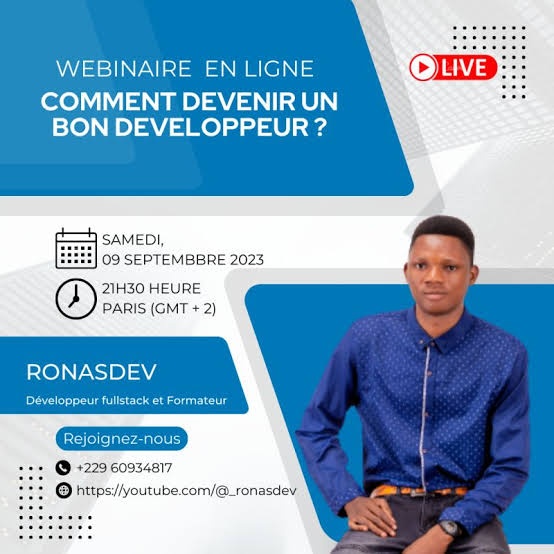 WEBINAIRE EN LIGNE
LIVE
COMMENT DEVENIR UN
BON DEVELOPPEUR ?
SAMEDI,
09 SEPTEMBBRE 2023
21H30 HEURE
PARIS (GMT + 2)
RONASDEV
Développeur fullstack et Formateur
Rejoignez-nous
+229 60934817
https://youtube.com/@_ronasdev